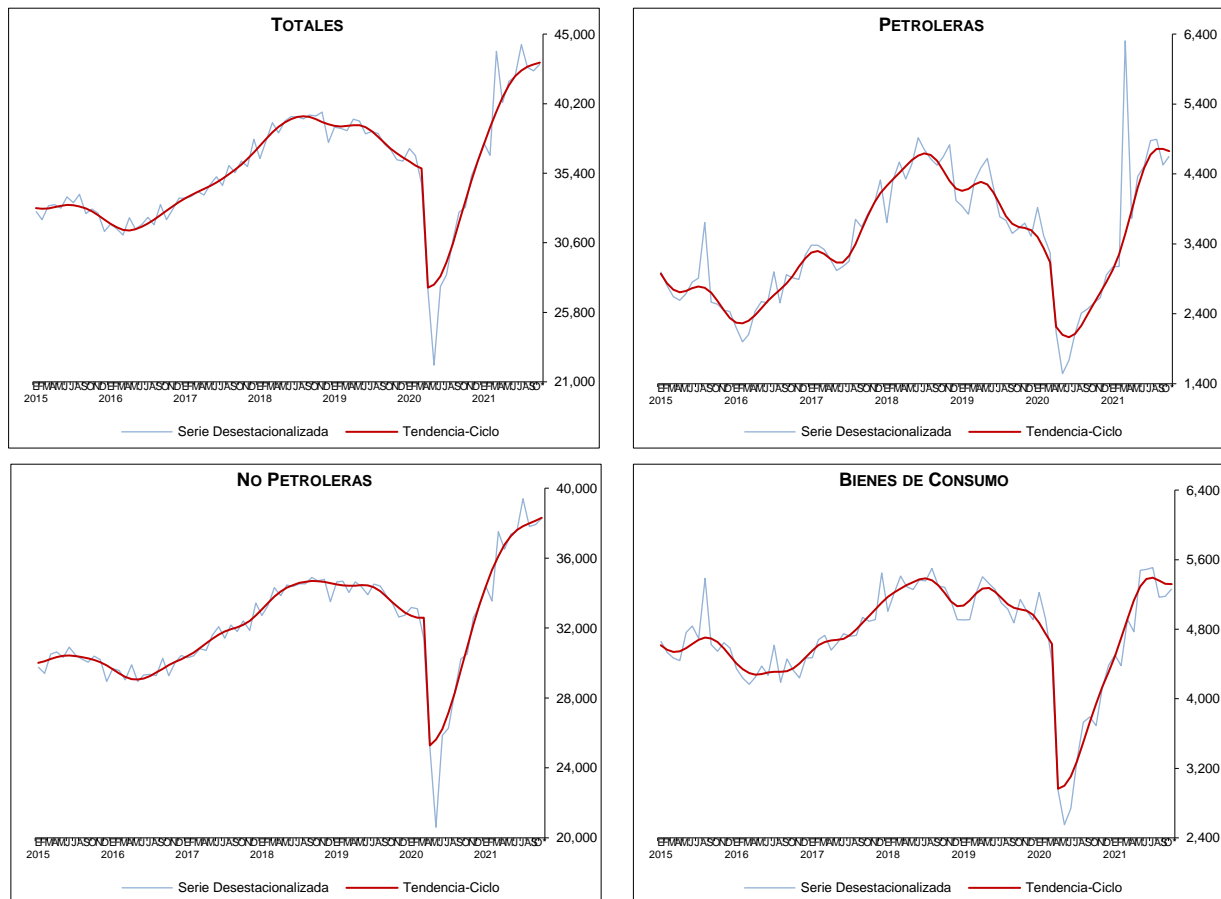 TOTALES
45,000
40,200
35,400
30,600
25,800
21,000
2015 2016 2017 2018 2019 2020 2021
Serie Desestacionalizada Tendencia-Ciclo
PETROLERAS
6,400
5,400
4,400
3,400
2,400
1,400
2015 2016 2017 2018 2019 2020 2021
Serie Desestacionalizada Tendencia-Ciclo
NO PETROLERAS
40,000
36,000
32,000
28,000
24,000
20,000
2015 2016 2017 2018 2019 2020 2021
Serie Desestacionalizada Tendencia-Ciclo
BIENES DE CONSUMO
6,400
5,600
4,800
4,000
3,200
2,400
2015 2016 2017 2018 2019 2020 2021
Serie Desestacionalizada Tendencia-Ciclo